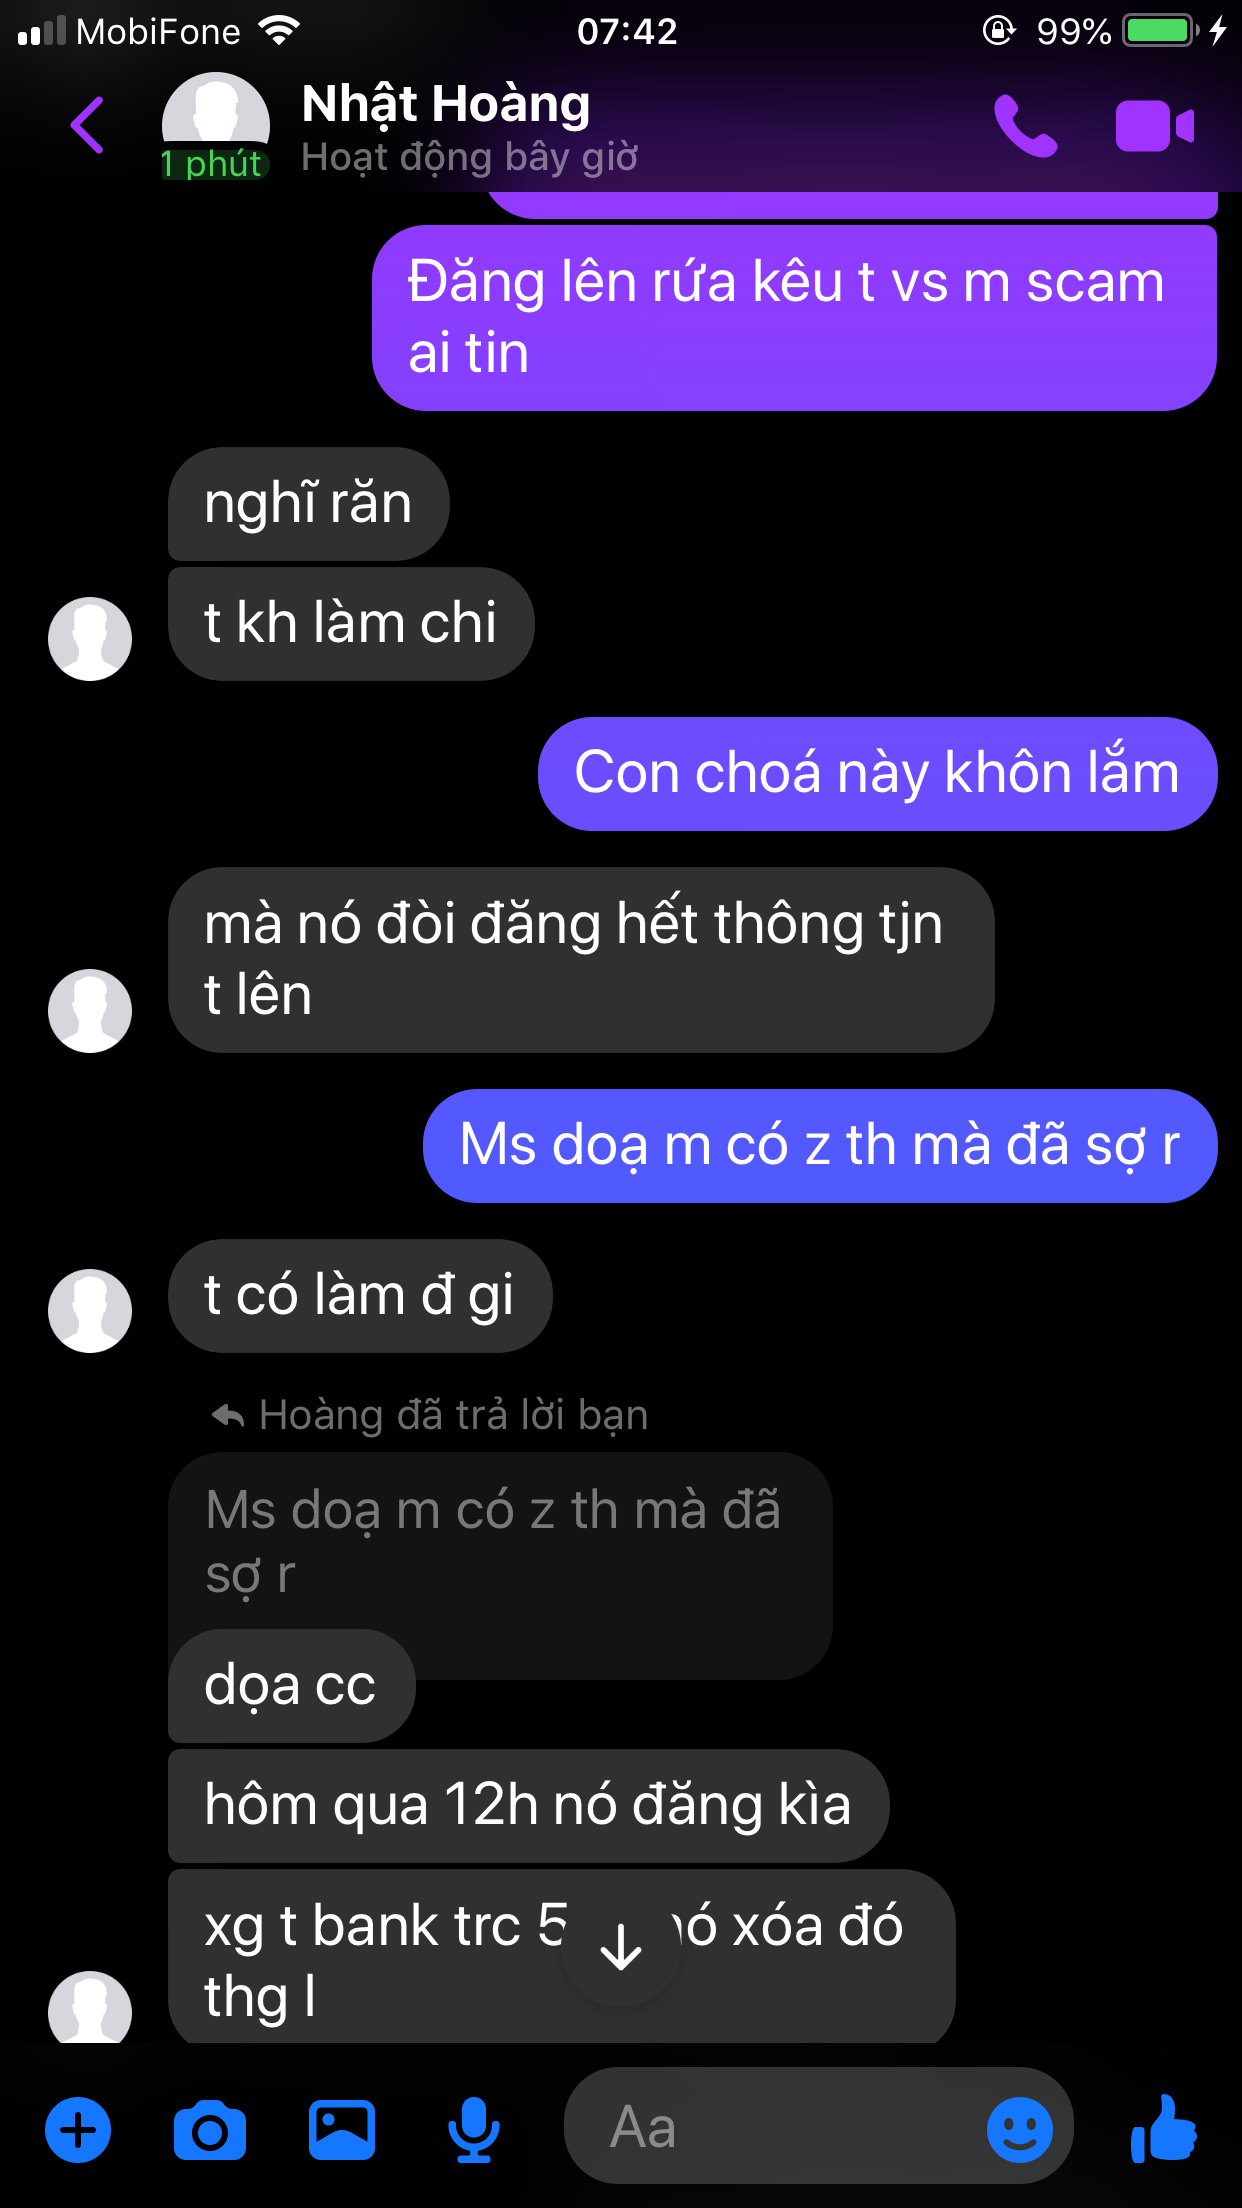 MobiFone 07:42 99%
Nhật Hoàng
1 phút Hoạt động bây giờ
Đăng lên rứa kêu t vs m scam
ai tin
nghĩ răn
t kh làm chi
Con choá này khôn lắm
mà nó đòi đăng hết thông tjn
t lên
Ms doạ m có z th mà đã sợ r
t có làm đ gi
Hoàng đã trả lời bạn
Ms doạ m có z th mà đã
sợ r
dọa cc
hôm qua 12h nó đăng kìa
xg t bank trc 5 xóa đó
thg l
Aa